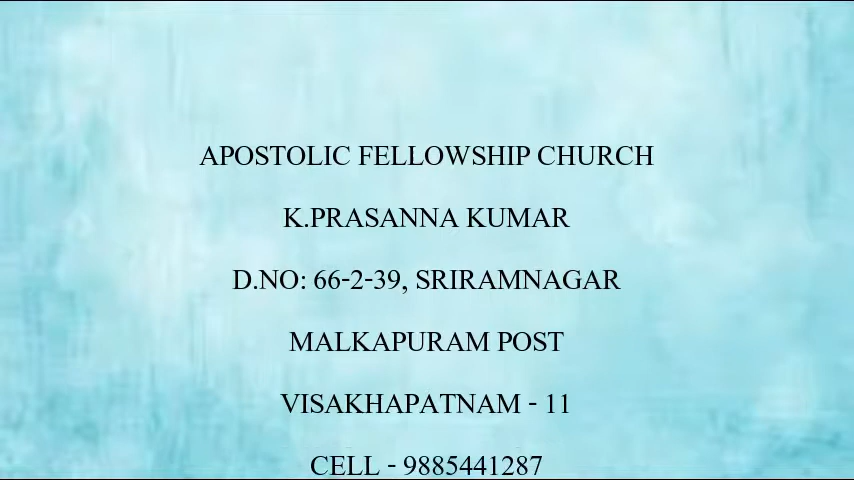 APOSTOLIC FELLOWSHIP CHURCH
K.PRASANNA KUMAR
D.NO: 66-2-39, SRIRAMNAGAR
MALKAPURAM POST
VISAKHAPATNAM - 11
CELL - 9885441287